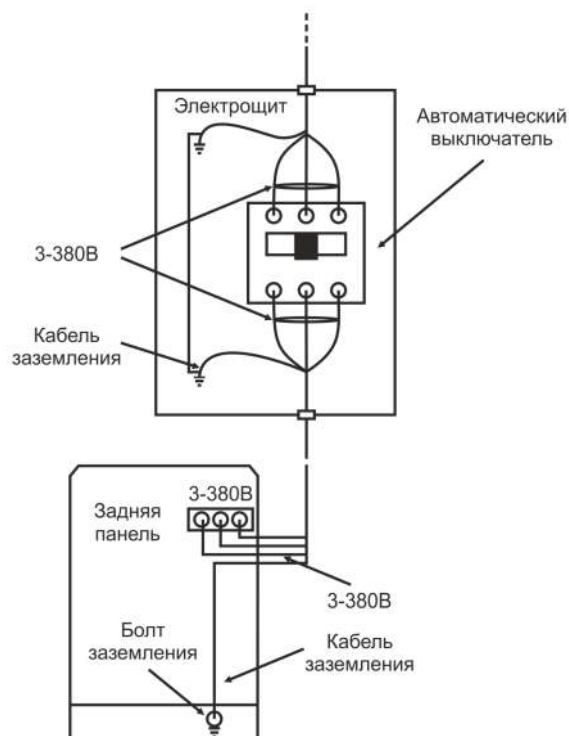 Электрощит
Автоматический
выключатель
3-380В
Кабель
заземления
3-380В
Задняя
панель
3-380В
Болт
заземления
Кабель
заземления